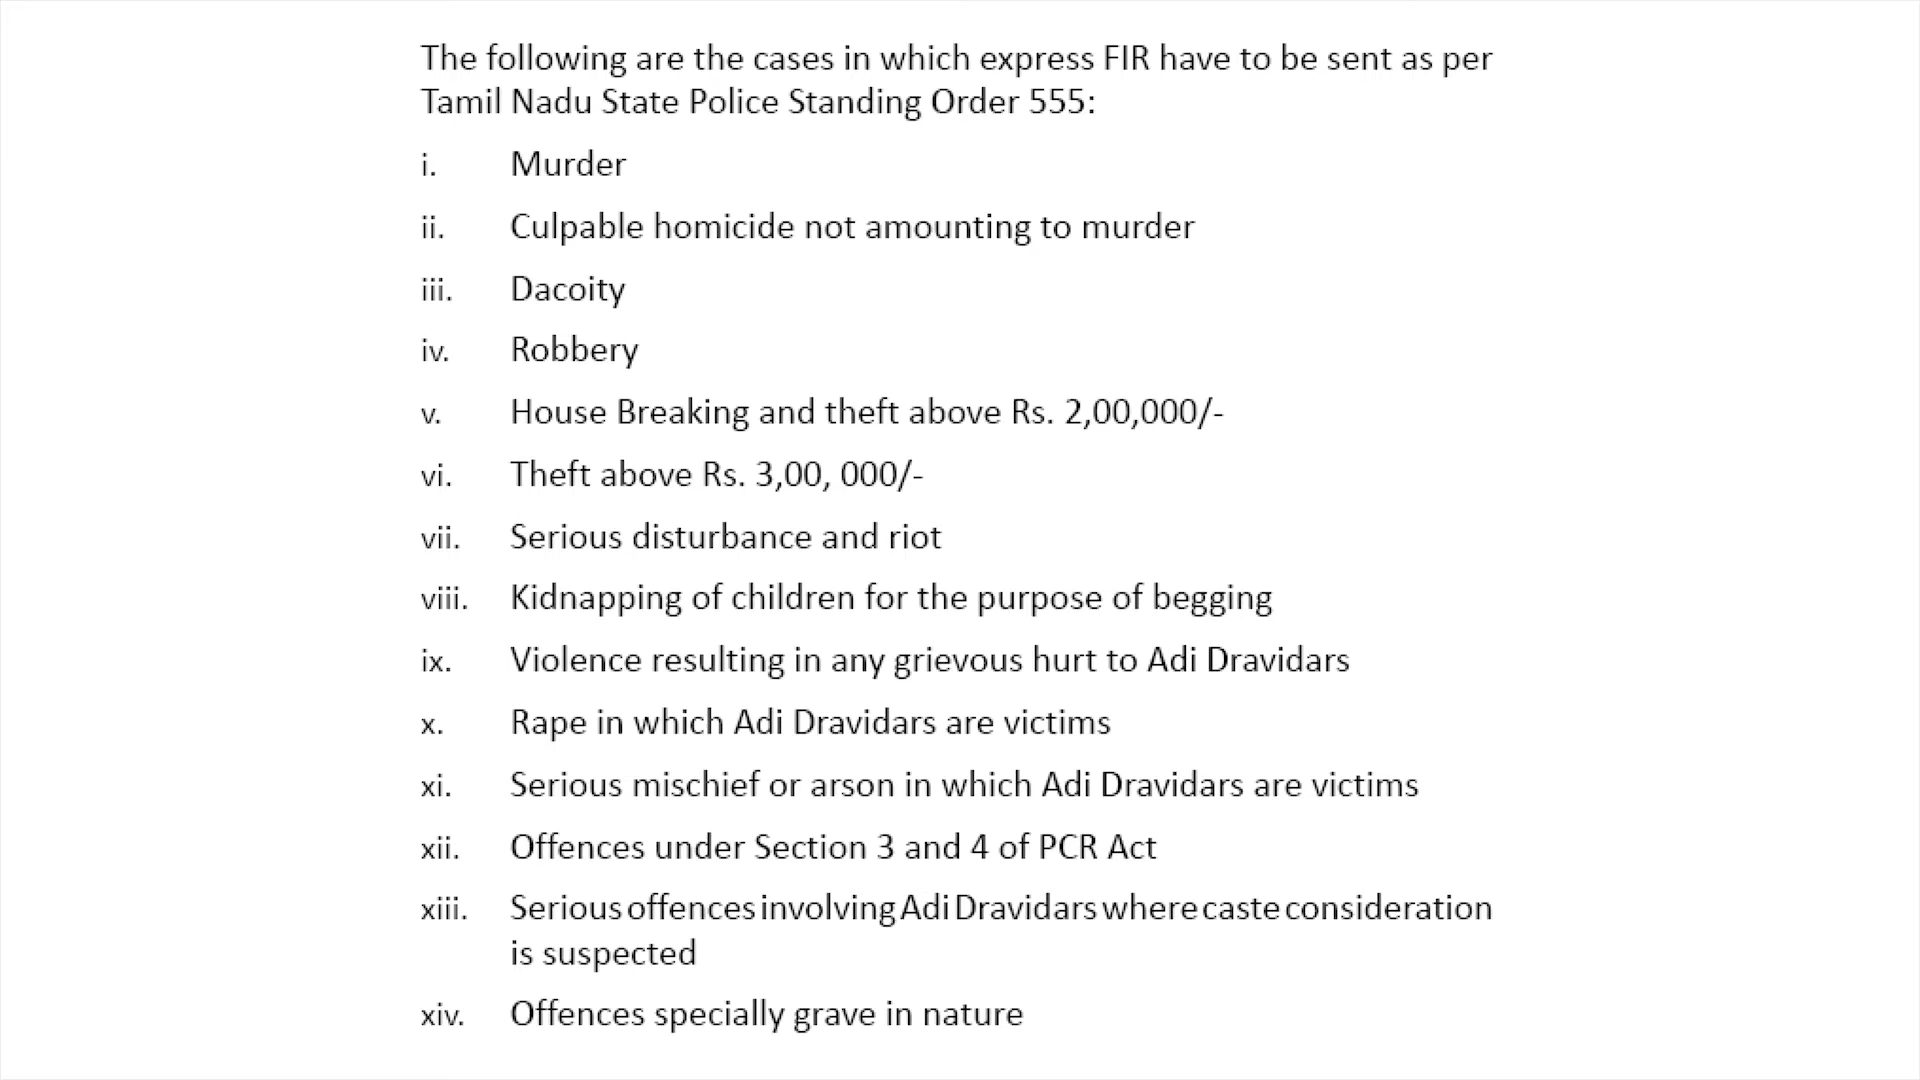 The following are the cases in which express FIR have to be sent as per
Tamil Nadu State Police Standing Order 555:
i. Murder
ii. Culpable homicide not amounting to murder
iii. Dacoity
iv. Robbery
v. House Breaking and theft above Rs. 2,00,000/-
vi. Theft above Rs. 3,00, 000/-
vii. Serious disturbance and riot
viii. Kidnapping of children for the purpose of begging
ix. Violence resulting in any grievous hurt to Adi Dravidars
x. Rape in which Adi Dravidars are victims
xi. Serious mischief or arson in which Adi Dravidars are victims
xii. Offences under Section 3 and 4 of PCR Act
xiii. Serious offences involving Adi Dravidars where caste consideration
is suspected
xiv. Offences specially grave in nature